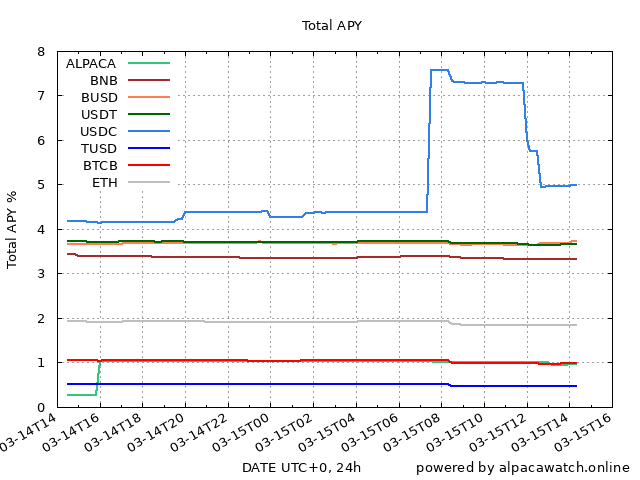 Total APY
8
7
6
5
4
3
2
1
0
Total APY %
ALPACA
BNB
BUSD
USDT
USDC
TUSD
BTCB
ETH
03-14T14
03-14T16
03-14T18
03-14T20
03-14T22
03-15T00
03-15T02
03-15T04
03-15T06
03-15T08
03-15T10
03-15T12
03-15T14
03-15T16
DATE UTC+0, 24h
powered by alpacawatch.online